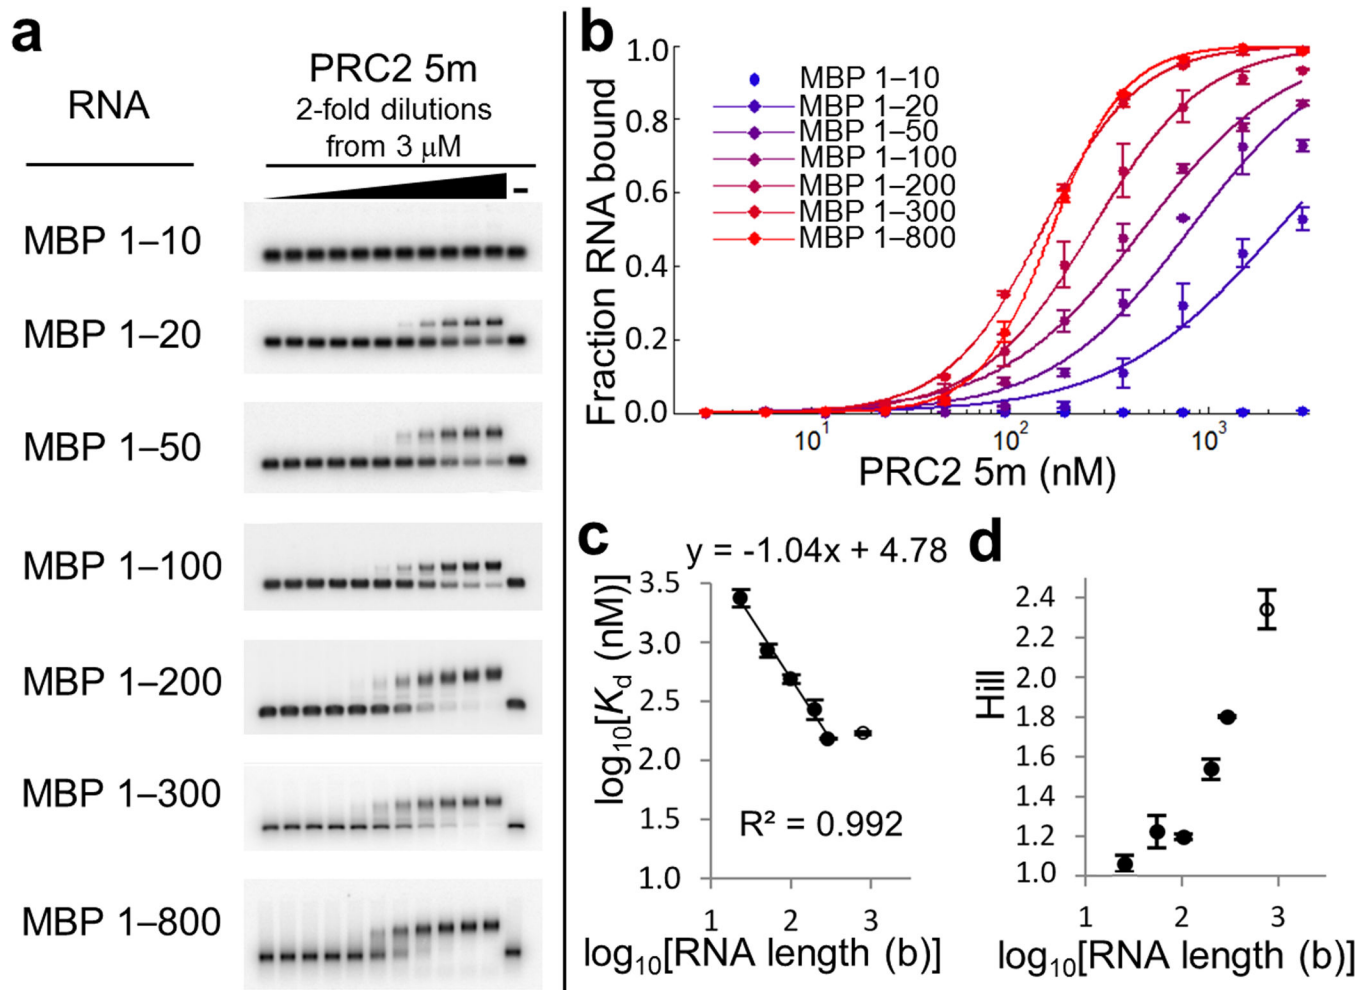 a
RNA
PRC2 5m
2-fold dilutions
from 3 μM
-
MBP 1–10
MBP 1–20
MBP 1–50
MBP 1–100
MBP 1–200
MBP 1–300
MBP 1–800
b
Fraction RNA bound
1.0
0.8
0.6
0.4
0.2
0.0
MBP 1–10
MBP 1–20
MBP 1–50
MBP 1–100
MBP 1–200
MBP 1–300
MBP 1–800
10¹ 10² 10³
PRC2 5m (nM)
c
y = -1.04x + 4.78
log₁₀[Kd (nM)]
3.5
3.0
2.5
2.0
1.5
1.0
R² = 0.992
1 2 3
log₁₀[RNA length (b)]
d
Hill
2.4
2.2
2.0
1.8
1.6
1.4
1.2
1.0
1 2 3
log₁₀[RNA length (b)]